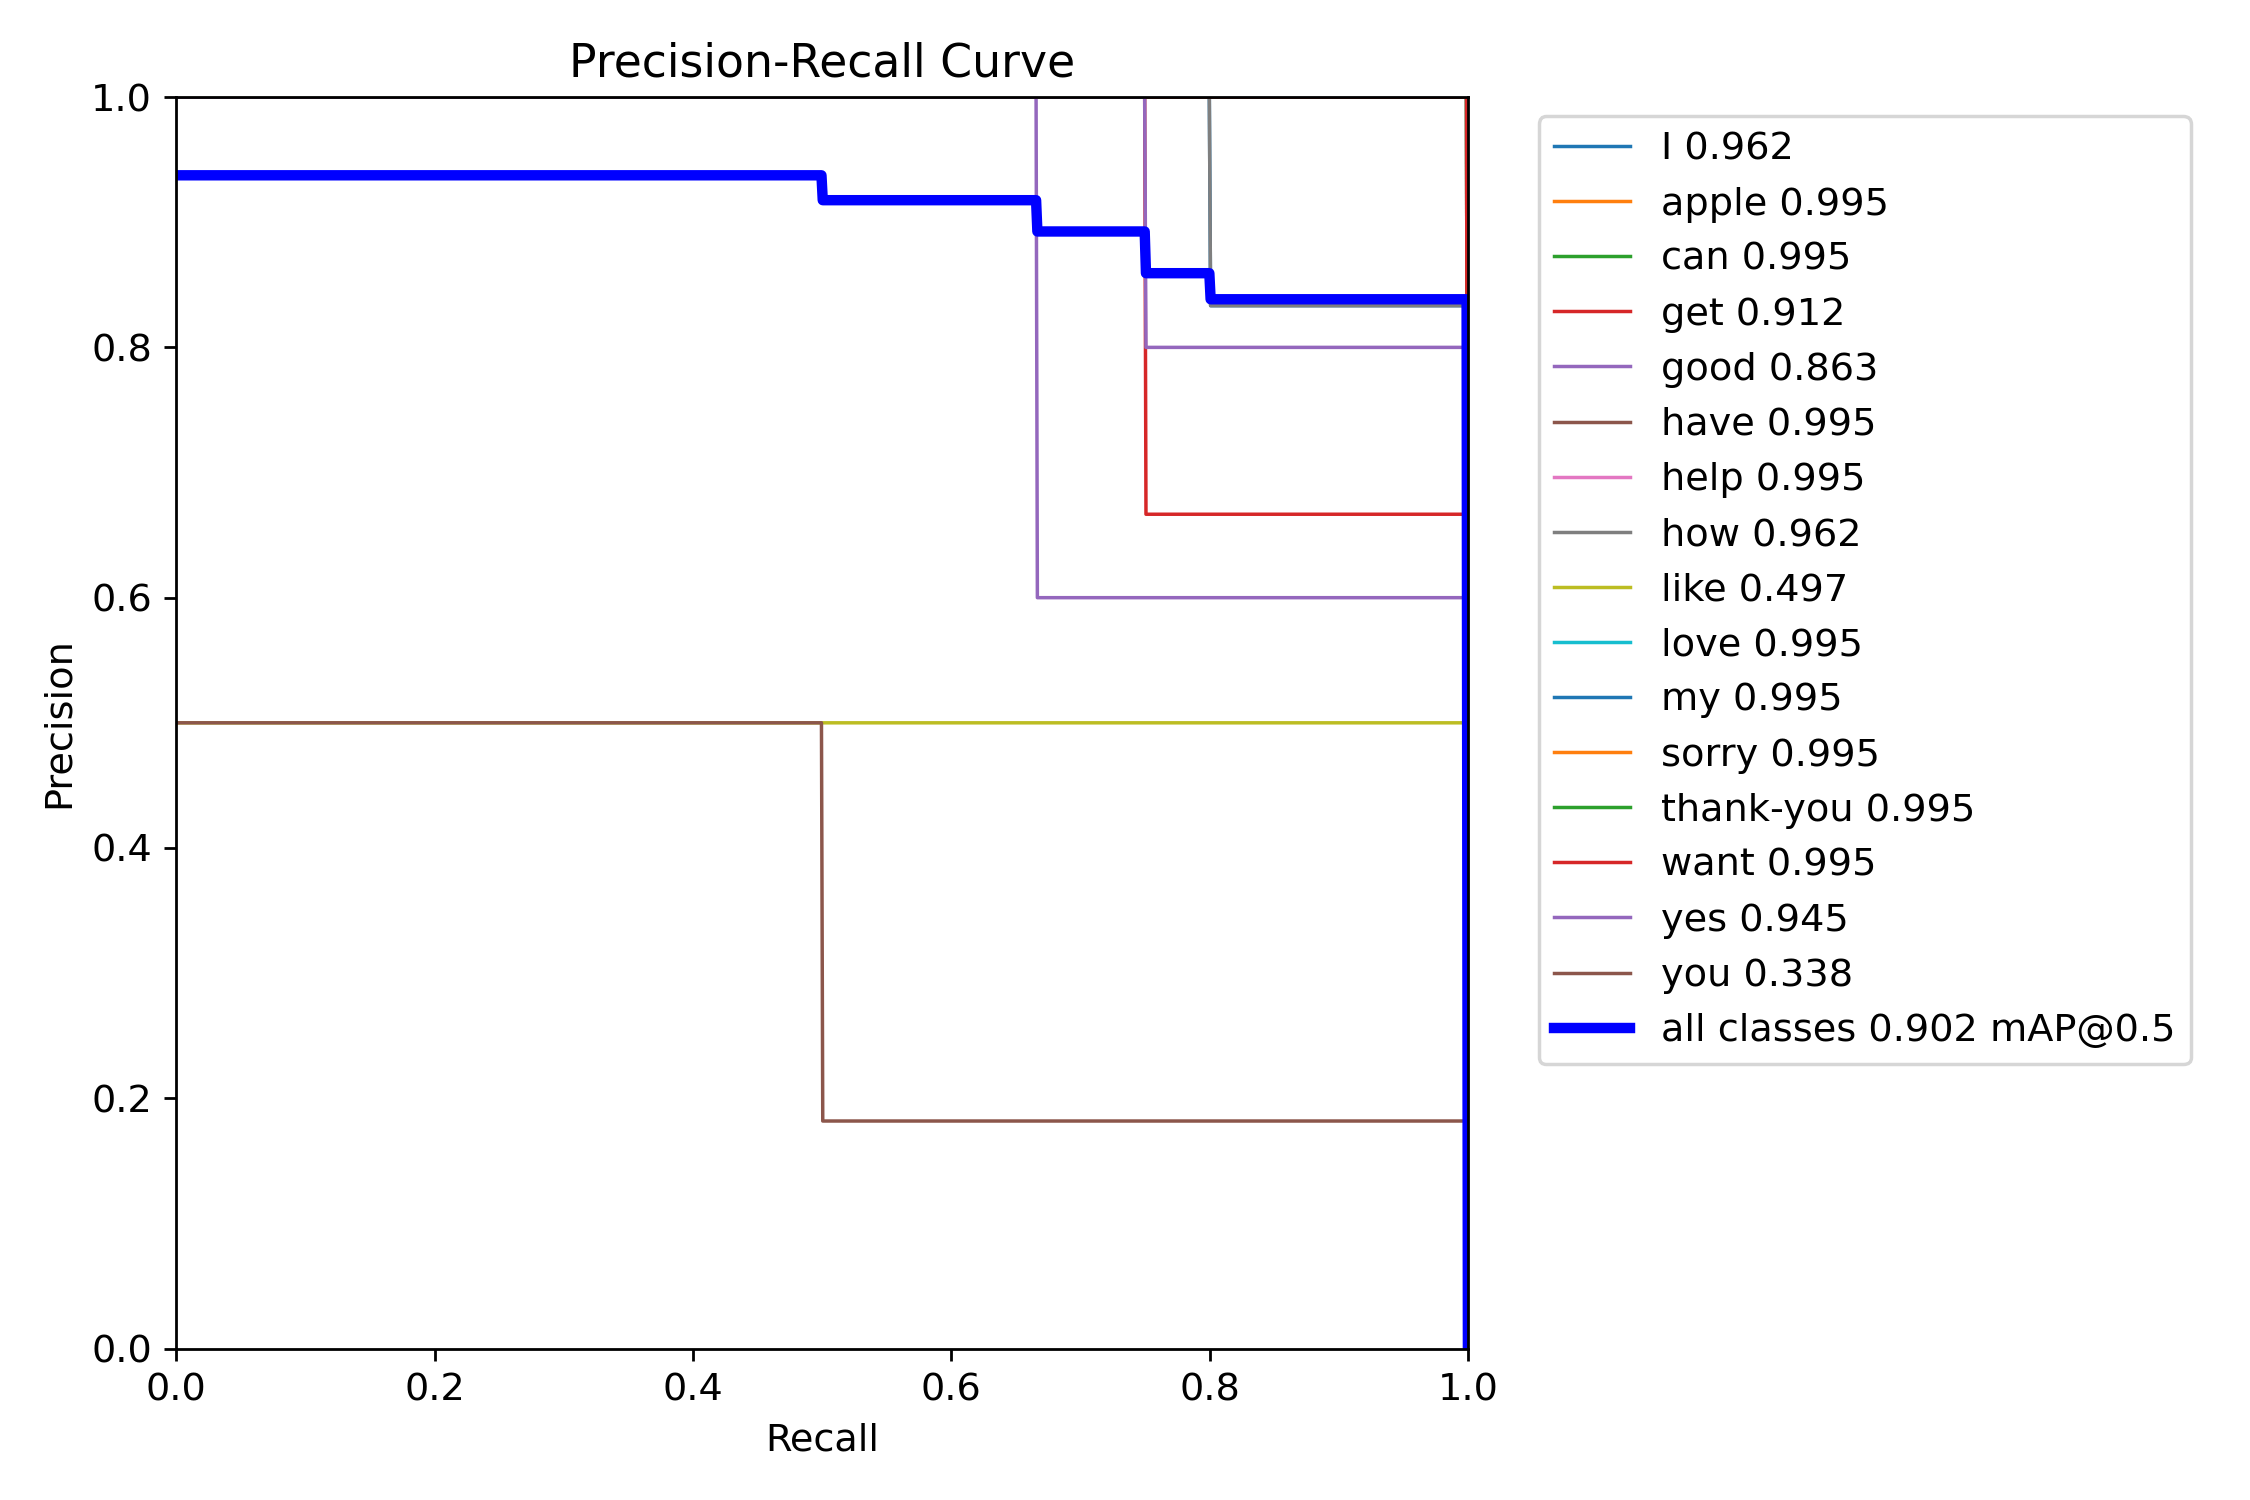 Precision-Recall Curve
1.0
0.8
0.6
0.4
0.2
0.0
Precision
0.0 0.2 0.4 0.6 0.8 1.0
Recall
I 0.962
apple 0.995
can 0.995
get 0.912
good 0.863
have 0.995
help 0.995
how 0.962
like 0.497
love 0.995
my 0.995
sorry 0.995
thank-you 0.995
want 0.995
yes 0.945
you 0.338
all classes 0.902 mAP@0.5